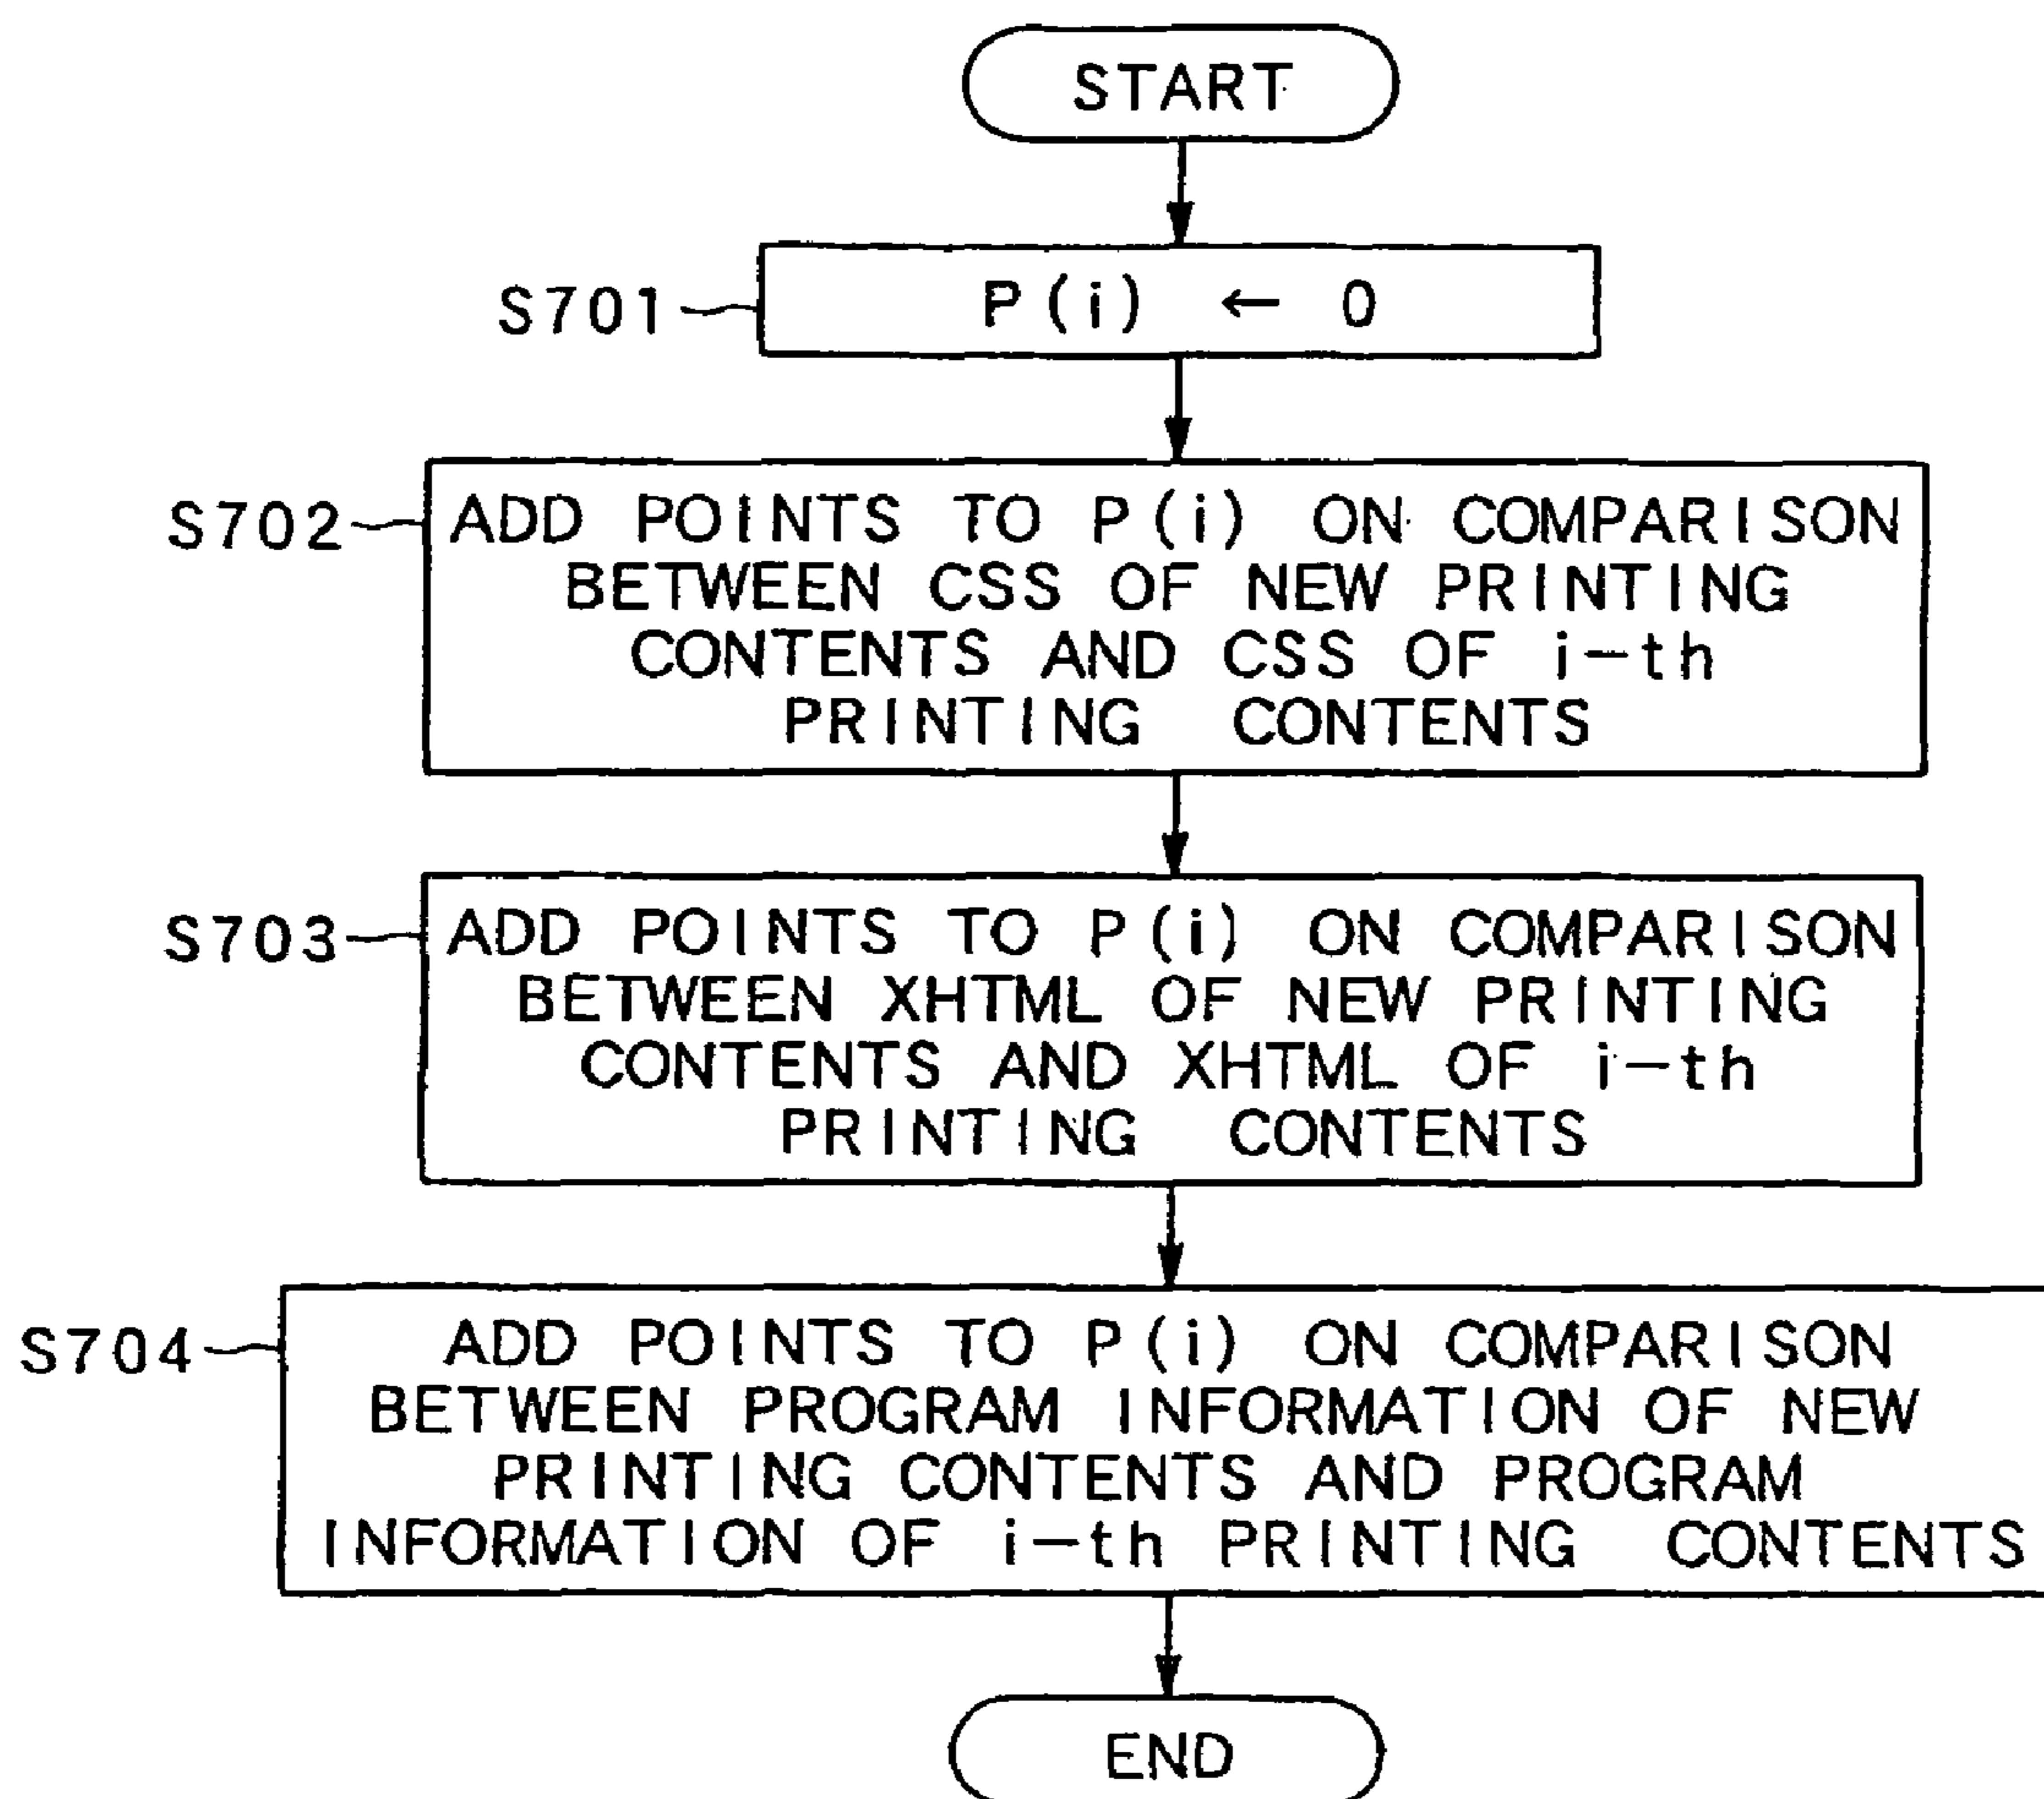 START
S701
P(i) ← 0
S702
ADD POINTS TO P(i) ON COMPARISON
BETWEEN CSS OF NEW PRINTING
CONTENTS AND CSS OF i-th
PRINTING CONTENTS
S703
ADD POINTS TO P(i) ON COMPARISON
BETWEEN XHTML OF NEW PRINTING
CONTENTS AND XHTML OF i-th
PRINTING CONTENTS
S704
ADD POINTS TO P(i) ON COMPARISON
BETWEEN PROGRAM INFORMATION OF NEW
PRINTING CONTENTS AND PROGRAM
INFORMATION OF i-th PRINTING CONTENTS
END